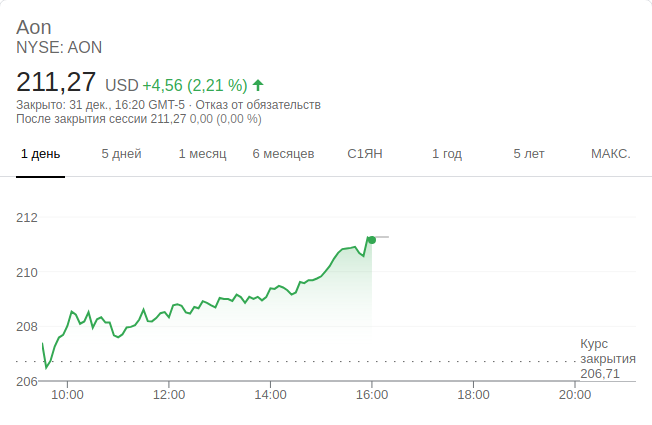 Aon
NYSE: AON
211,27 USD +4,56 (2,21 %)
Закрыто: 31 дек., 16:20 GMT-5 · Отказ от обязательств
После закрытия сессии 211,27 0,00 (0,00 %)
1 день 5 дней 1 месяц 6 месяцев С1ЯН 1 год 5 лет МАКС.
212
210
208
Курс
закрытия
206,71
206
10:00 12:00 14:00 16:00 18:00 20:00